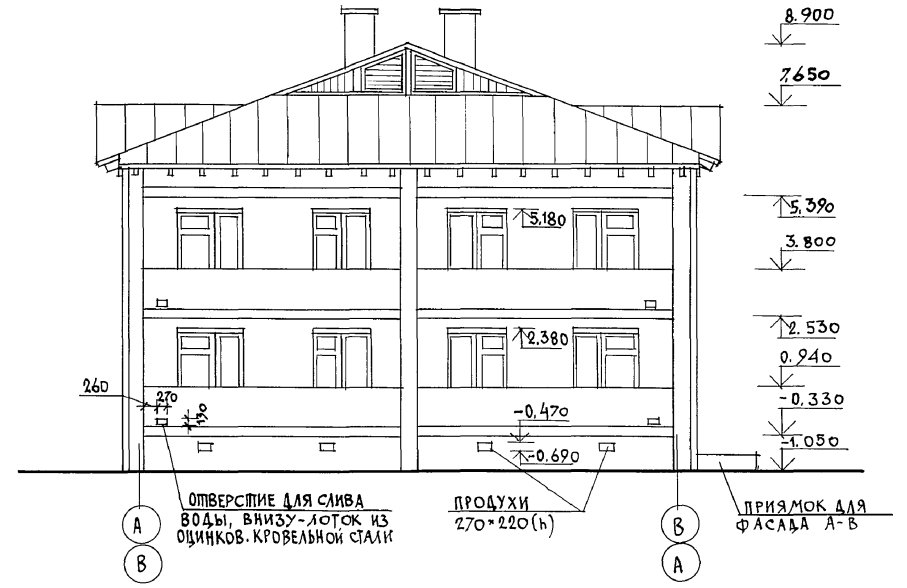 8.900
7.650
5.180
5.390
3.800
2.380
2.530
0.940
260
270
130
-0.470
-0.330
-0.690
-1.050
ОТВЕРСТИЕ ДЛЯ СЛИВА
ВОДЫ, ВНИЗУ-ЛОТОК ИЗ
ОЦИНКОВ. КРОВЕЛЬНОЙ СТАЛИ
ПРОДУХИ
270×220(h)
ПРИЯМОК ДЛЯ
ФАСАДА А-В
А
В
В
А